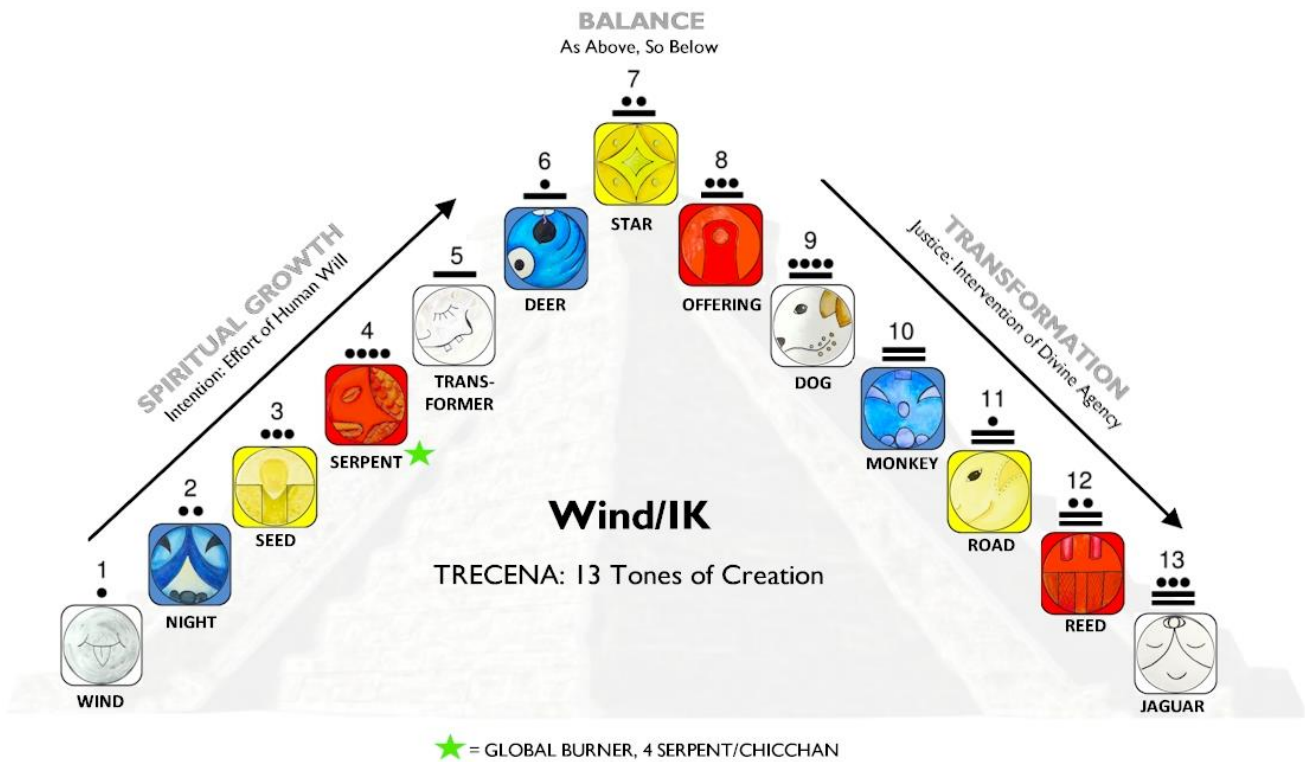 BALANCE
As Above, So Below
7
STAR
6
DEER
8
OFFERING
5
TRANS-
FORMER
9
DOG
4
SERPENT
10
MONKEY
3
SEED
11
ROAD
2
NIGHT
12
REED
1
WIND
13
JAGUAR
SPIRITUAL GROWTH
Intention: Effort of Human Will
TRANSFORMATION
Justice: Intervention of Divine Agency
Wind/IK
TRECENA: 13 Tones of Creation
= GLOBAL BURNER, 4 SERPENT/CHICCHAN